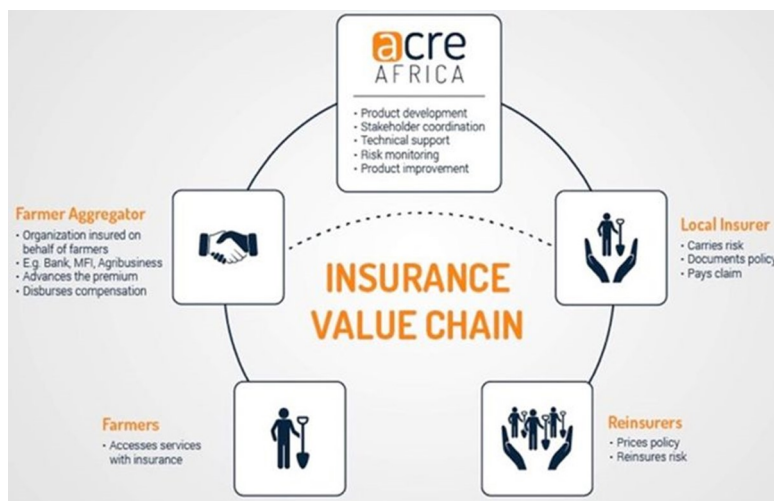 acre
AFRICA
• Product development
• Stakeholder coordination
• Technical support
• Risk monitoring
• Product improvement
Farmer Aggregator
• Organization insured on
behalf of farmers
• E.g. Bank, MFI, Agribusiness
• Advances the premium
• Disburses compensation
Local Insurer
• Carries risk
• Documents policy
• Pays claim
INSURANCE
VALUE CHAIN
Farmers
• Accesses services
with insurance
Reinsurers
• Prices policy
• Reinsures risk